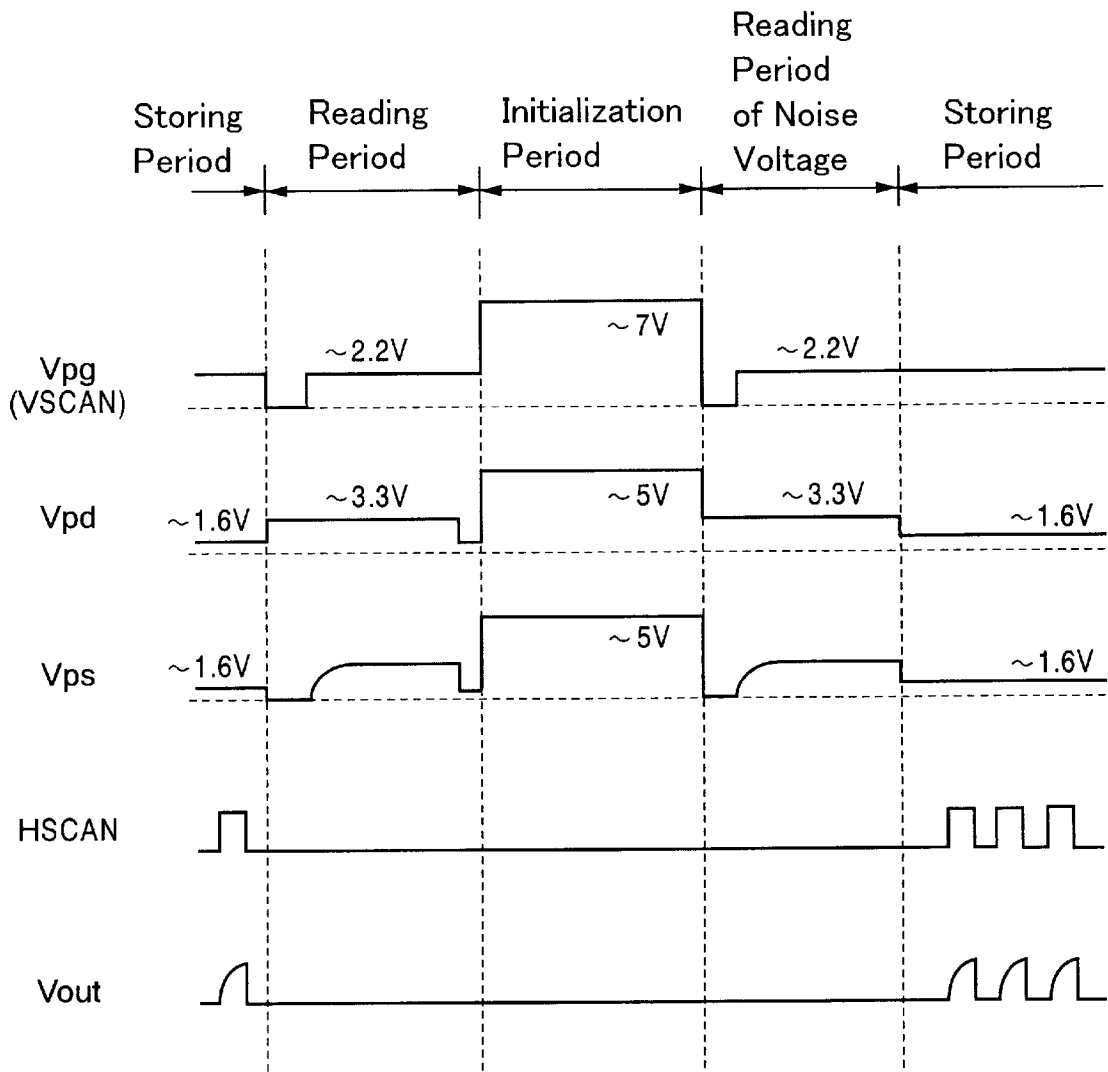 Storing
Period
Reading
Period
Initialization
Period
Reading
Period
of Noise
Voltage
Storing
Period
Vpg
(VSCAN)
~2.2V
~7V
~2.2V
Vpd
~1.6V
~3.3V
~5V
~3.3V
~1.6V
Vps
~1.6V
~5V
~1.6V
HSCAN
Vout